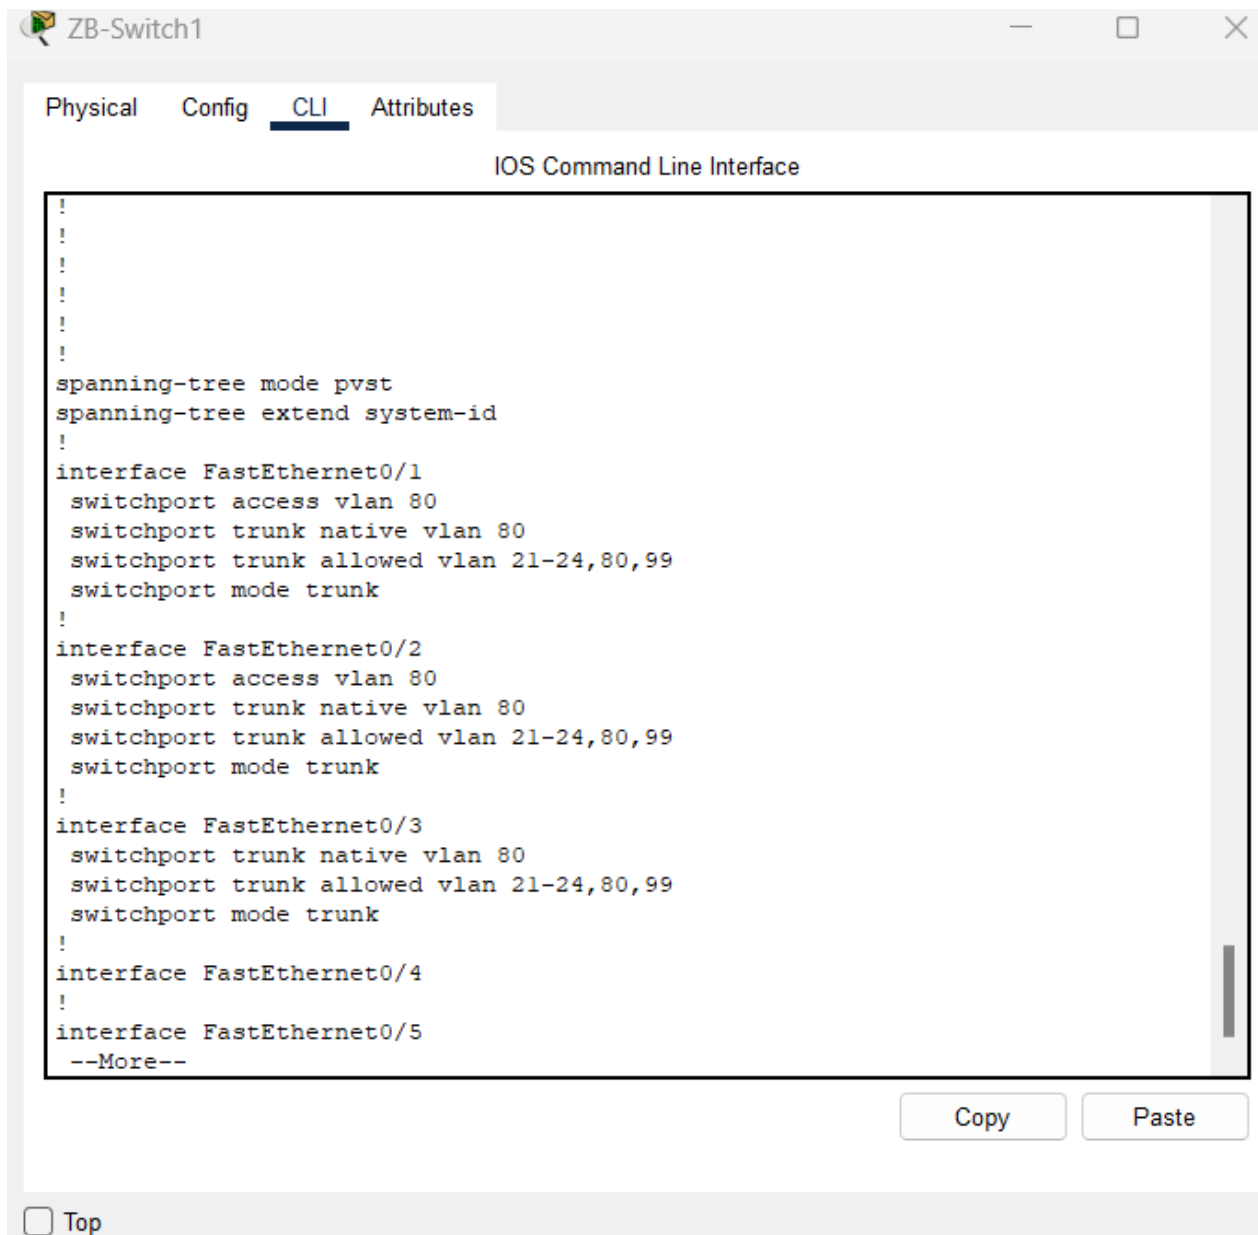 ZB-Switch1
Physical Config CLI Attributes
IOS Command Line Interface
!
!
!
!
!
!
spanning-tree mode pvst
spanning-tree extend system-id
!
interface FastEthernet0/1
 switchport access vlan 80
 switchport trunk native vlan 80
 switchport trunk allowed vlan 21-24,80,99
 switchport mode trunk
!
interface FastEthernet0/2
 switchport access vlan 80
 switchport trunk native vlan 80
 switchport trunk allowed vlan 21-24,80,99
 switchport mode trunk
!
interface FastEthernet0/3
 switchport trunk native vlan 80
 switchport trunk allowed vlan 21-24,80,99
 switchport mode trunk
!
interface FastEthernet0/4
!
interface FastEthernet0/5
 --More--
Copy Paste
Top